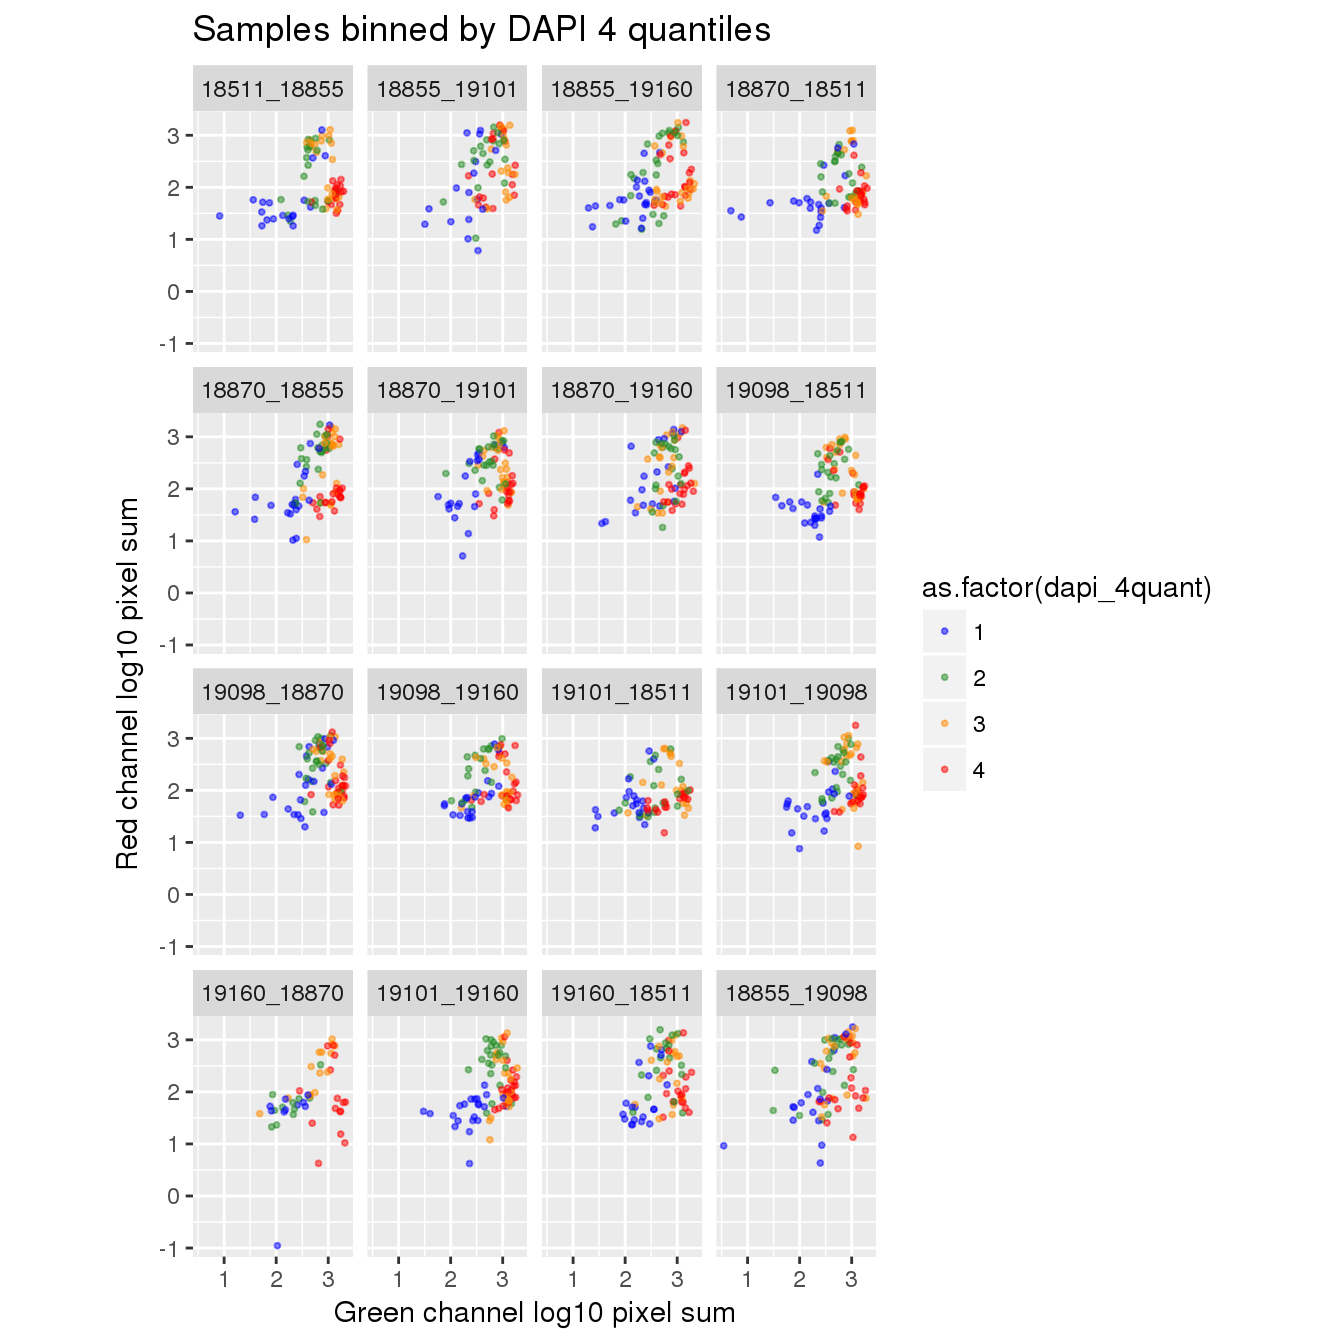 Samples binned by DAPI 4 quantiles
18511_18855 18855_19101 18855_19160 18870_18511
3
2
1
0
-1
18870_18855 18870_19101 18870_19160 19098_18511
3
2
1
0
-1
19098_18870 19098_19160 19101_18511 19101_19098
3
2
1
0
-1
19160_18870 19101_19160 19160_18511 18855_19098
3
2
1
0
-1
1 2 3 1 2 3 1 2 3 1 2 3
Green channel log10 pixel sum
Red channel log10 pixel sum
as.factor(dapi_4quant)
1
2
3
4